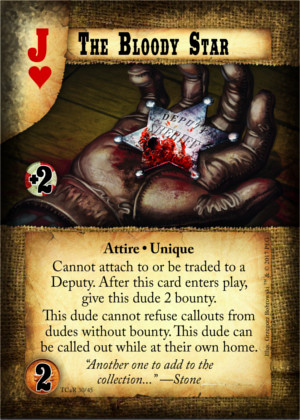 J
The Bloody Star
DEPUTY
+2
Attire • Unique
Cannot attach to or be traded to a
Deputy. After this card enters play,
give this dude 2 bounty.
This dude cannot refuse callouts from
dudes without bounty. This dude can
be called out while at their own home.
“Another one to add to the
collection...” —Stone
2